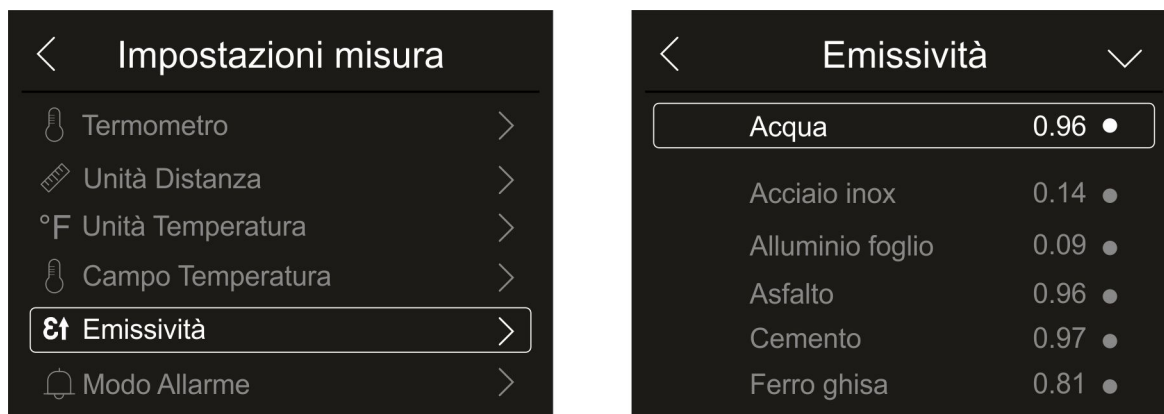 Impostazioni misura
Termometro
Unità Distanza
°F Unità Temperatura
Campo Temperatura
Ɛ↑ Emissività
Modo Allarme
Emissività
Acqua 0.96
Acciaio inox 0.14
Alluminio foglio 0.09
Asfalto 0.96
Cemento 0.97
Ferro ghisa 0.81